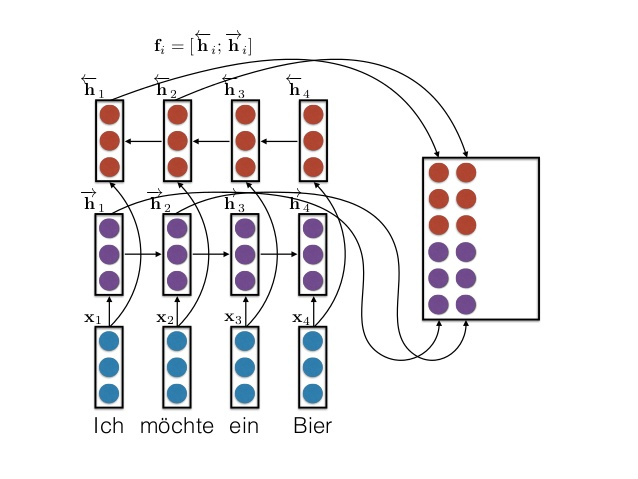 f_i = [←h_i; →h_i]
←h_1 ←h_2 ←h_3 ←h_4
→h_1 →h_2 →h_3 →h_4
x_1 x_2 x_3 x_4
Ich möchte ein Bier